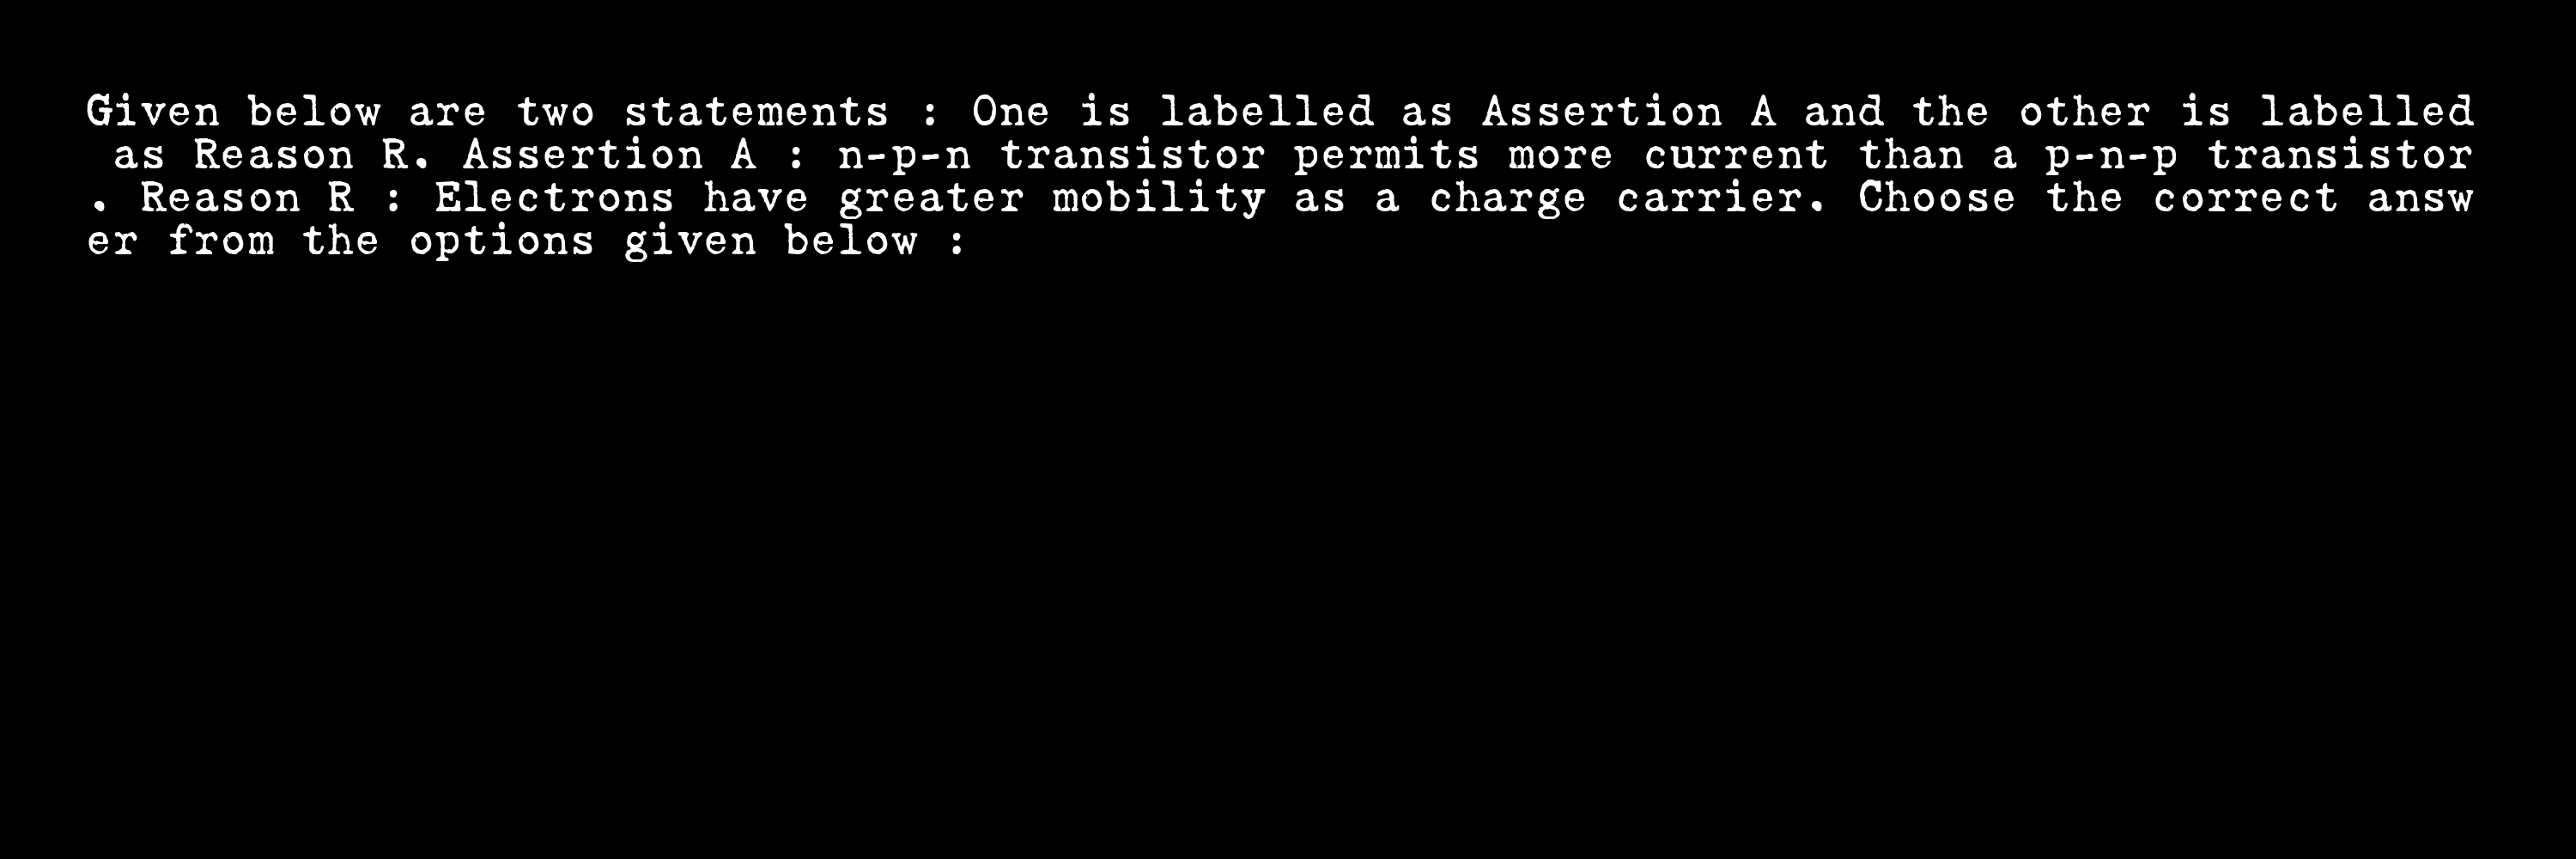 Given below are two statements : One is labelled as Assertion A and the other is labelled
as Reason R. Assertion A : n-p-n transistor permits more current than a p-n-p transistor
. Reason R : Electrons have greater mobility as a charge carrier. Choose the correct answ
er from the options given below :